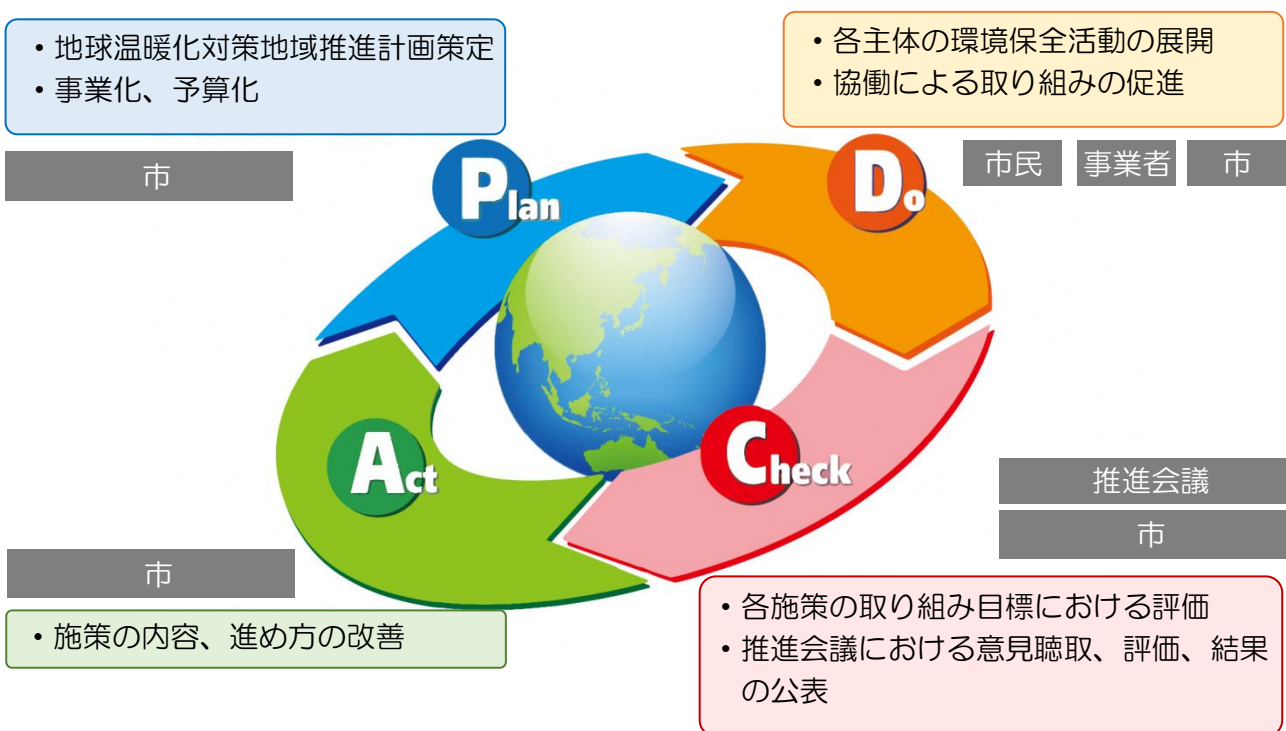 ・地球温暖化対策地域推進計画策定
・事業化、予算化
市
Plan
・各主体の環境保全活動の展開
・協働による取り組みの促進
市民 事業者 市
Do
推進会議
市
Check
・各施策の取り組み目標における評価
・推進会議における意見聴取、評価、結果
の公表
Act
市
・施策の内容、進め方の改善